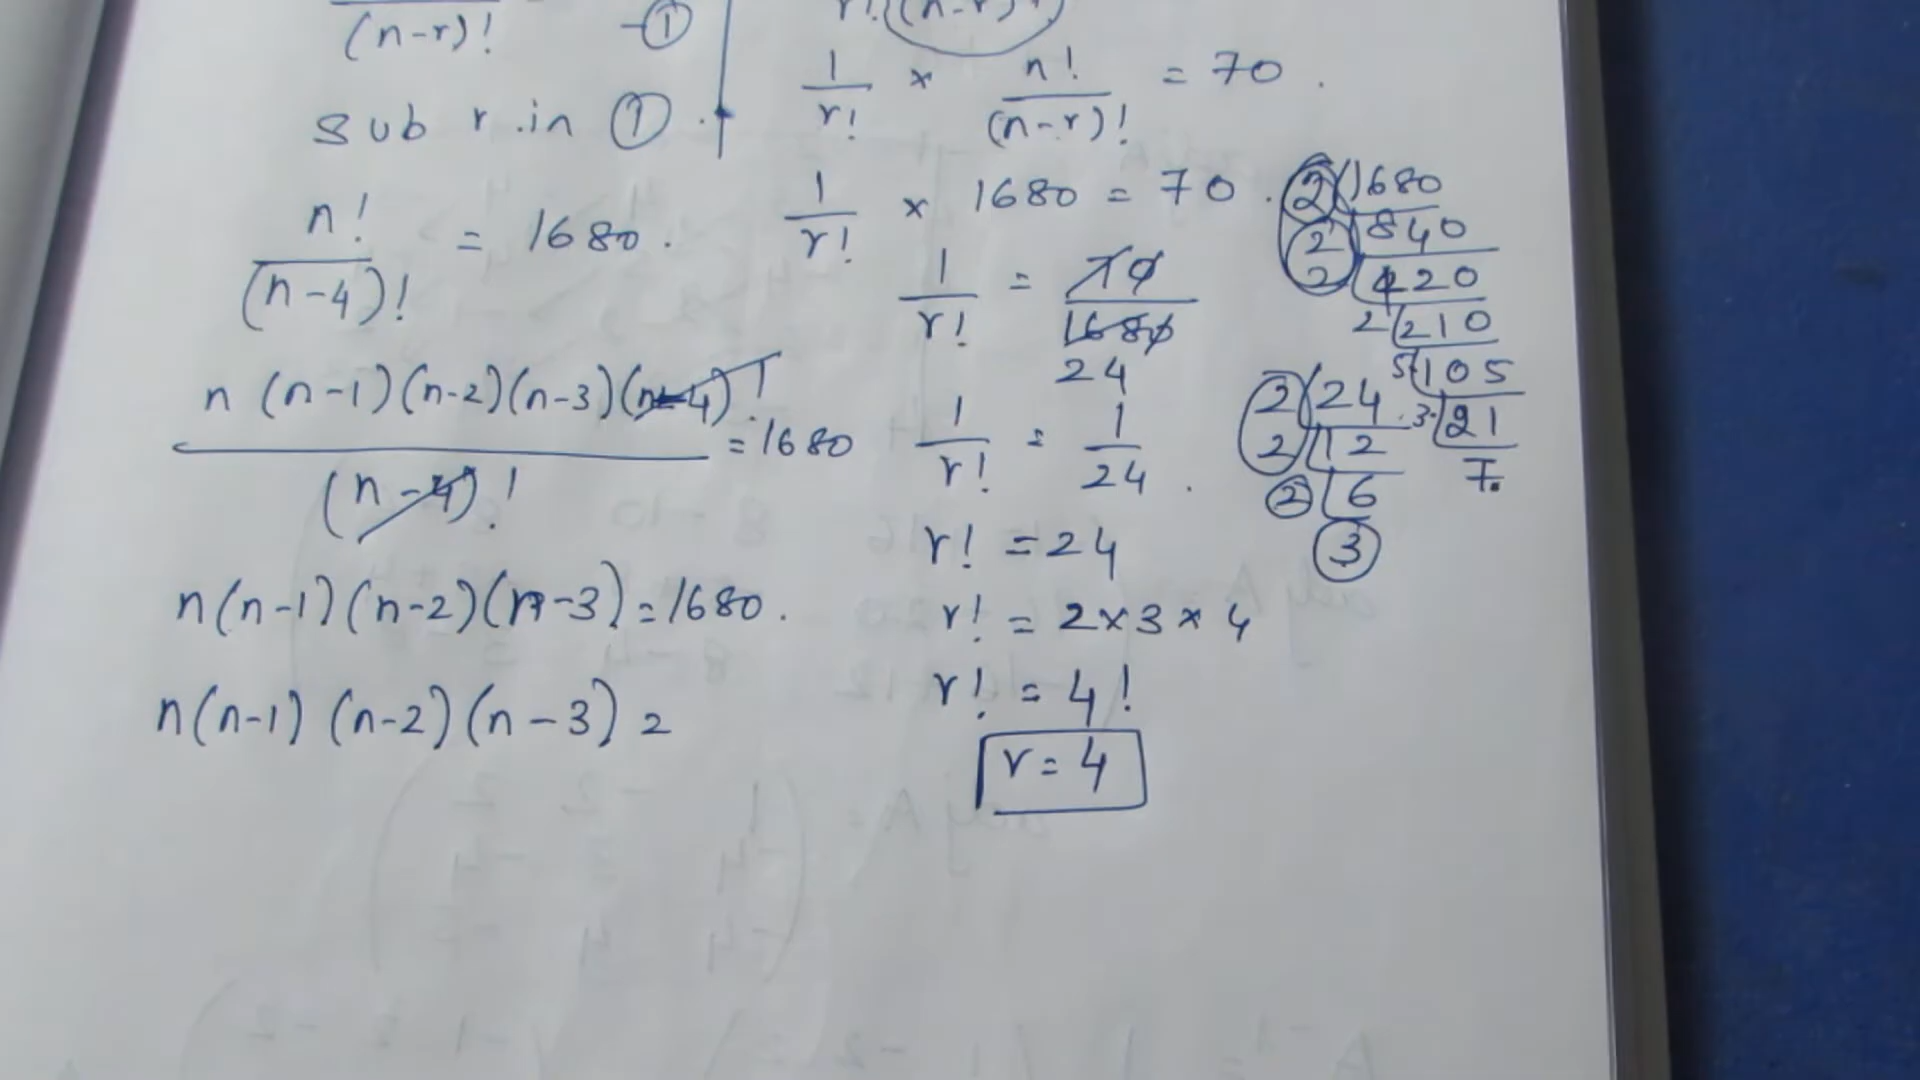 (n-r)! -①
sub r in ① .
n! / (n-4)! = 1680 .
n (n-1)(n-2)(n-3)(n-4)! / (n-4)! = 1680
n(n-1)(n-2)(n-3) = 1680 .
n(n-1) (n-2)(n-3) =
r! (n-r)!
1/r! × n!/(n-r)! = 70 .
1/r! × 1680 = 70 .
1/r! = 70/1680
24
1/r! = 1/24 .
r! = 24
r! = 2×3×4
r! = 4!
r = 4
2 1680
2 840
2 420
2 210
5 105
3 21
7.
2 24
2 12
2 6
3